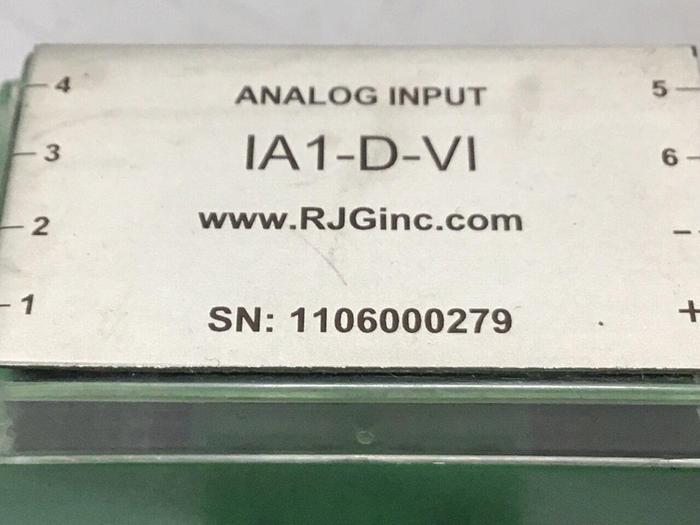 4 ANALOG INPUT 5
3 IA1-D-VI 6
2 www.RJGinc.com -
1 SN: 1106000279 +